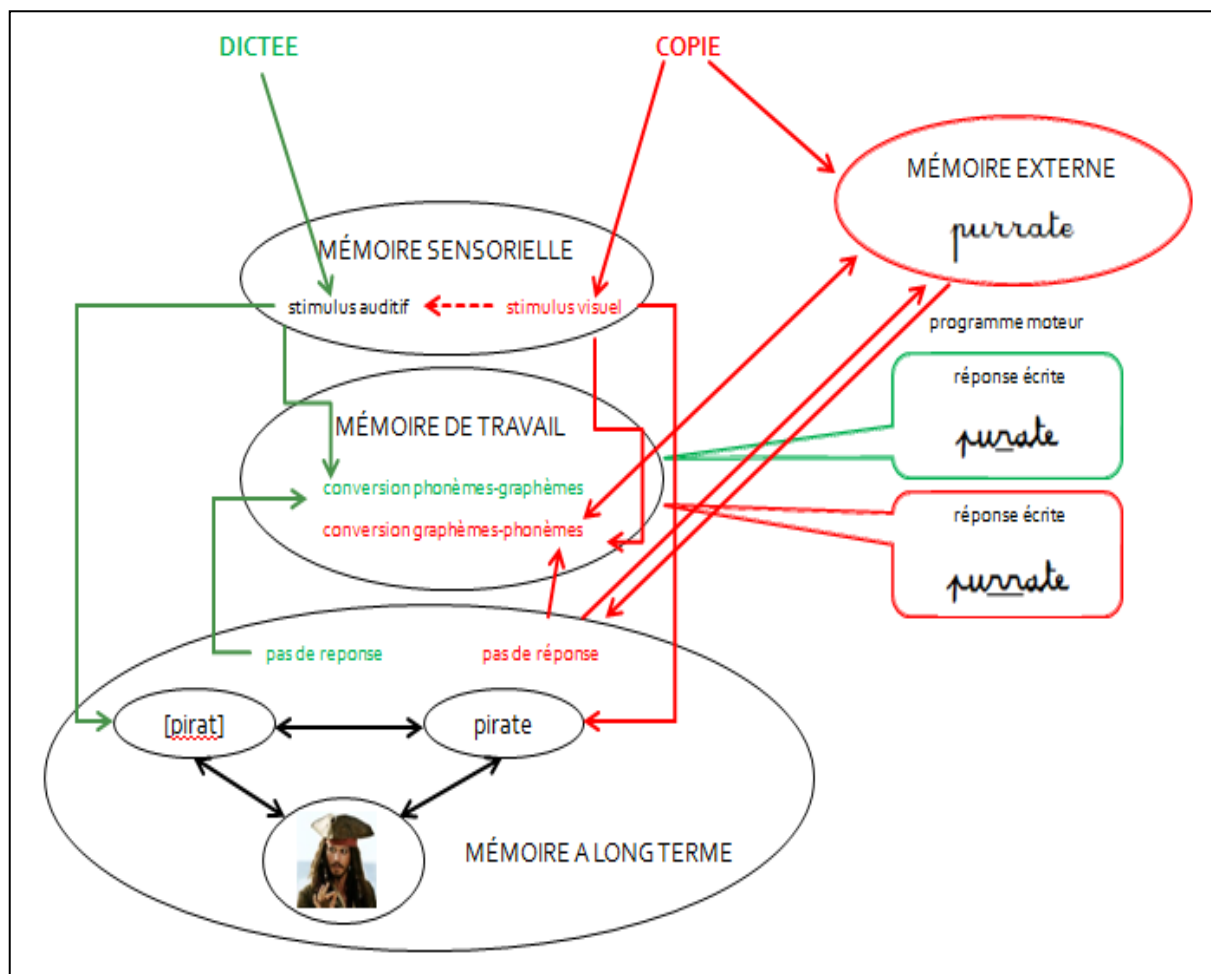 DICTEE
COPIE
MÉMOIRE EXTERNE
purrate
MÉMOIRE SENSORIELLE
stimulus auditif
stimulus visuel
programme moteur
réponse écrite
purate
MÉMOIRE DE TRAVAIL
conversion phonèmes-graphèmes
conversion graphèmes-phonèmes
réponse écrite
purrate
pas de reponse
pas de réponse
[pirat]
pirate
MÉMOIRE A LONG TERME